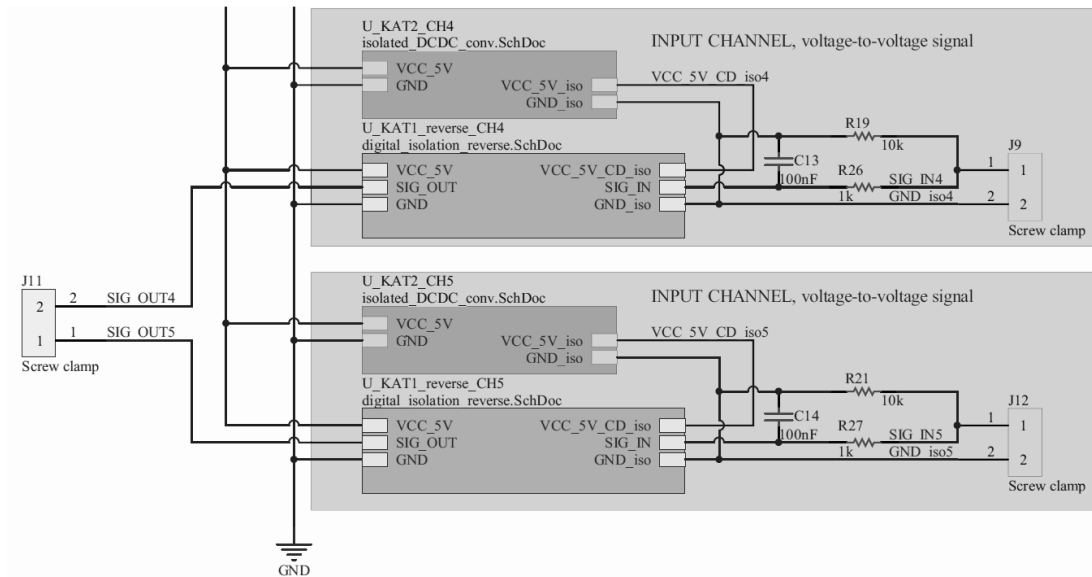 U_KAT2_CH4
isolated_DCDC_conv.SchDoc
INPUT CHANNEL, voltage-to-voltage signal
VCC_5V
GND
VCC_5V_iso
GND_iso
VCC_5V_CD_iso4
U_KAT1_reverse_CH4
digital_isolation_reverse.SchDoc
VCC_5V
SIG_OUT
GND
VCC_5V_CD_iso
SIG_IN
GND_iso
C13
100nF
R19
10k
R26
1k
SIG_IN4
GND_iso4
J9
1
2
1
2
Screw clamp
J11
2
1
2
1
SIG_OUT4
SIG_OUT5
Screw clamp
U_KAT2_CH5
isolated_DCDC_conv.SchDoc
INPUT CHANNEL, voltage-to-voltage signal
VCC_5V
GND
VCC_5V_iso
GND_iso
VCC_5V_CD_iso5
U_KAT1_reverse_CH5
digital_isolation_reverse.SchDoc
VCC_5V
SIG_OUT
GND
VCC_5V_CD_iso
SIG_IN
GND_iso
C14
100nF
R21
10k
R27
1k
SIG_IN5
GND_iso5
J12
1
2
1
2
Screw clamp
GND